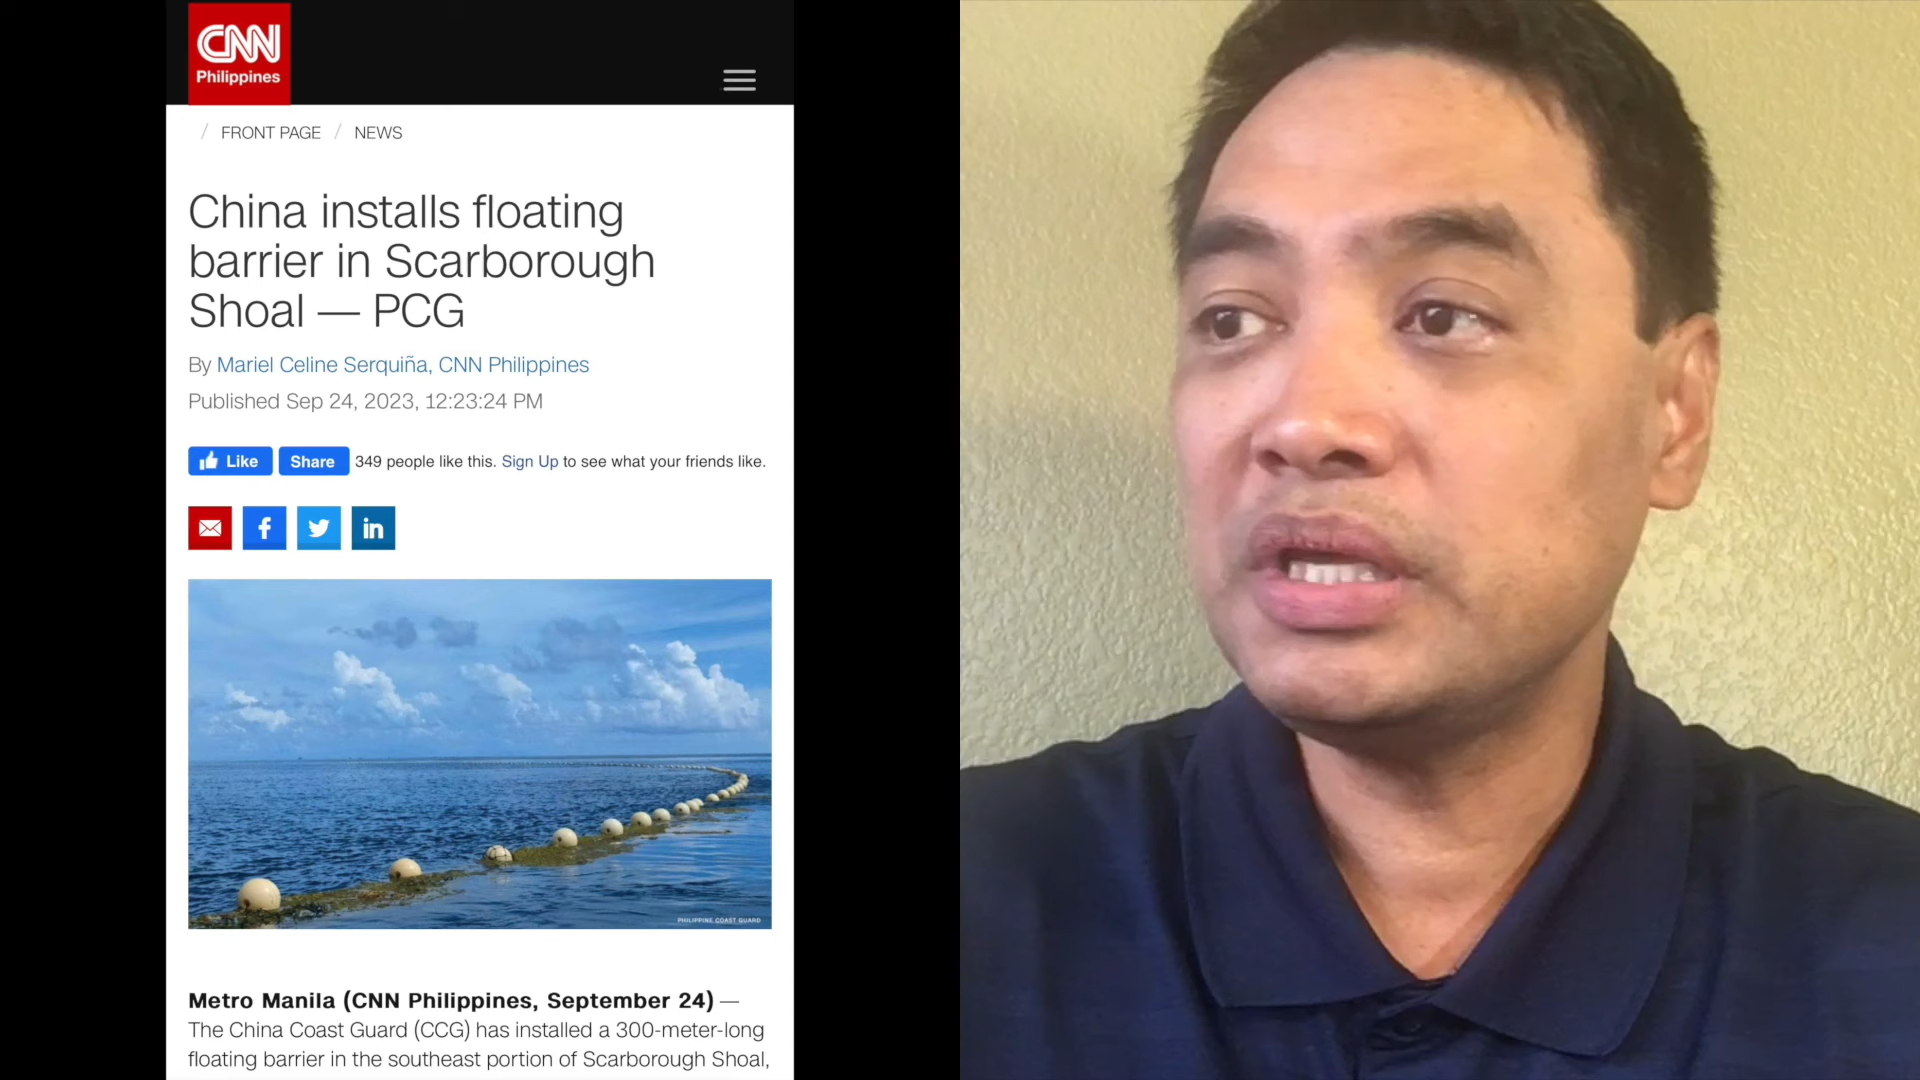 CNN
Philippines
/ FRONT PAGE / NEWS
China installs floating
barrier in Scarborough
Shoal — PCG
By Mariel Celine Serquiña, CNN Philippines
Published Sep 24, 2023, 12:23:24 PM
Like Share 349 people like this. Sign Up to see what your friends like.
f in
PHILIPPINE COAST GUARD
Metro Manila (CNN Philippines, September 24) —
The China Coast Guard (CCG) has installed a 300-meter-long
floating barrier in the southeast portion of Scarborough Shoal,